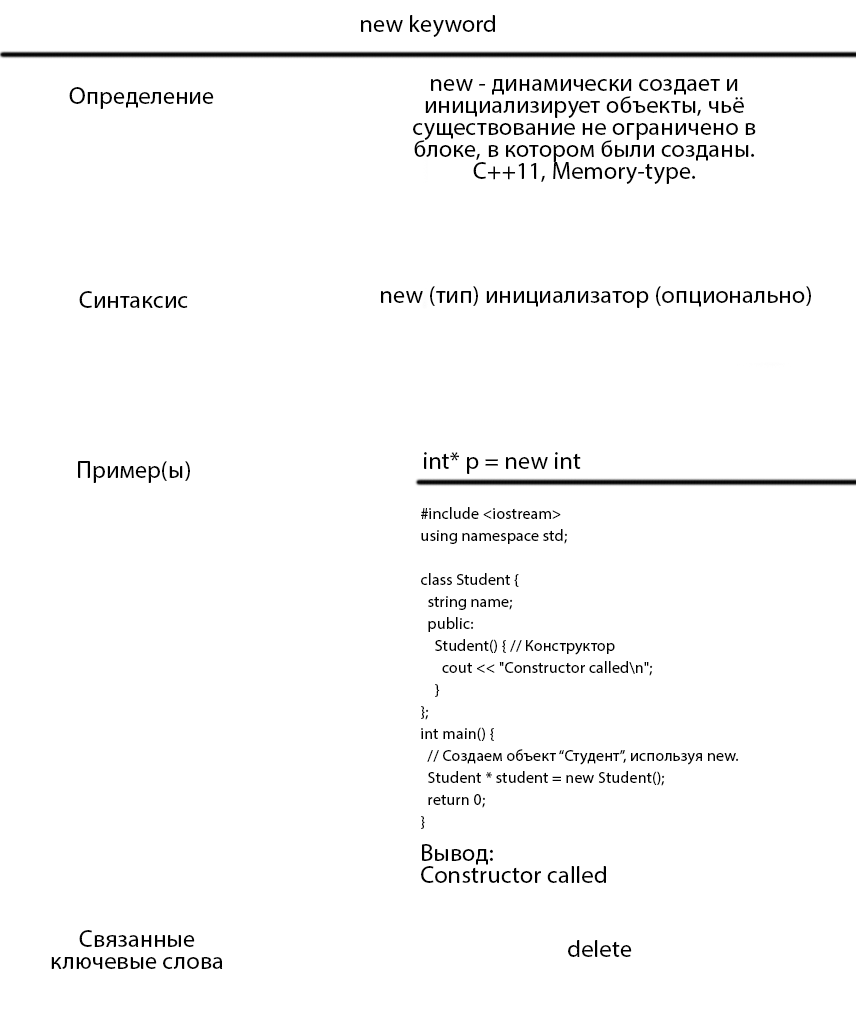 new keyword
Определение
new - динамически создает и
инициализирует объекты, чьё
существование не ограничено в
блоке, в котором были созданы.
C++11, Memory-type.
Синтаксис
new (тип) инициализатор (опционально)
Пример(ы)
int* p = new int
#include <iostream>
using namespace std;
class Student {
string name;
public:
Student() { // Конструктор
cout << "Constructor called\n";
}
};
int main() {
// Создаем объект “Студент”, используя new.
Student * student = new Student();
return 0;
}
Вывод:
Constructor called
Связанные
ключевые слова
delete